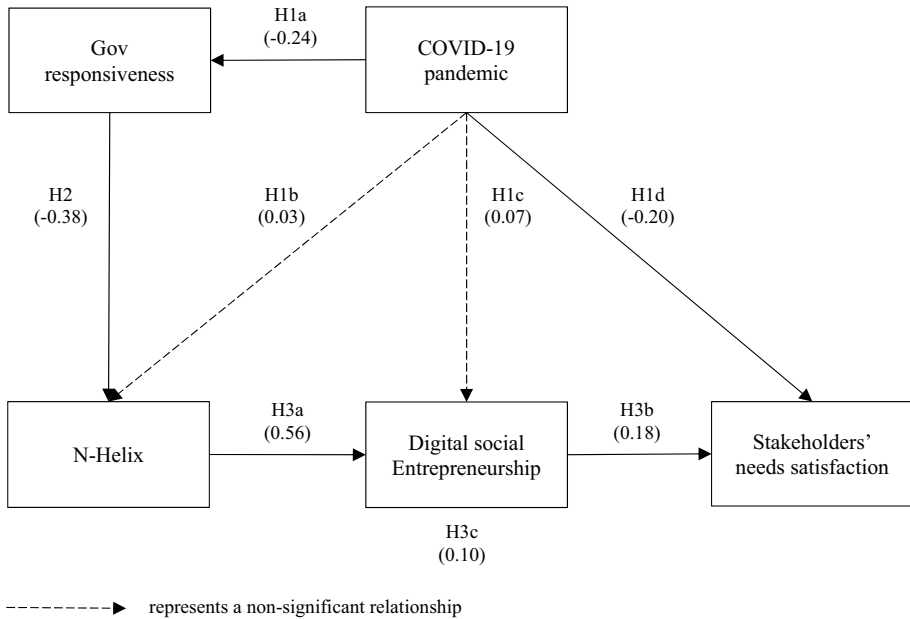 H1a
(-0.24)
Gov
responsiveness
COVID-19
pandemic
H2
(-0.38)
H1b
(0.03)
H1c
(0.07)
H1d
(-0.20)
N-Helix
H3a
(0.56)
Digital social
Entrepreneurship
H3b
(0.18)
Stakeholders’
needs satisfaction
H3c
(0.10)
represents a non-significant relationship